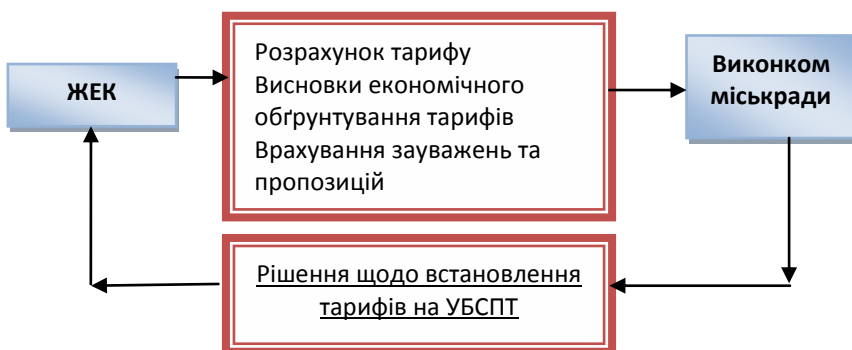 ЖЕК
Розрахунок тарифу
Висновки економічного
обґрунтування тарифів
Врахування зауважень та
пропозицій
Виконком
міськради
Рішення щодо встановлення
тарифів на УБСПТ